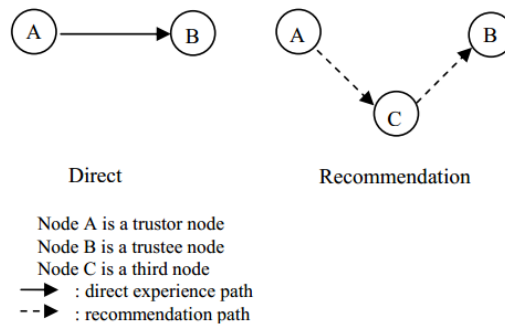 A
B
A
B
C
Direct
Recommendation
Node A is a trustor node
Node B is a trustee node
Node C is a third node
: direct experience path
: recommendation path